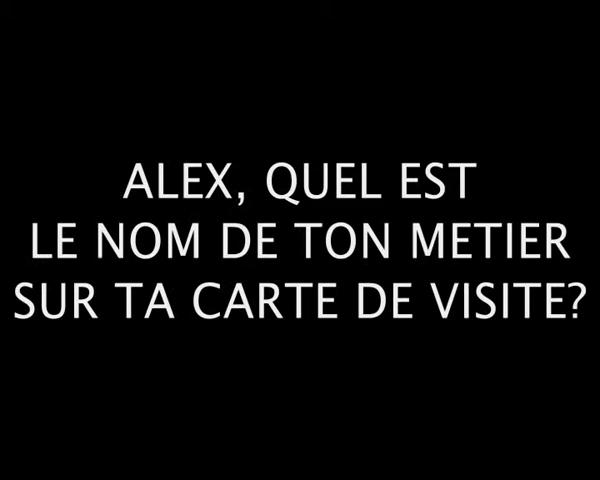 ALEX, QUEL EST
LE NOM DE TON METIER
SUR TA CARTE DE VISITE?